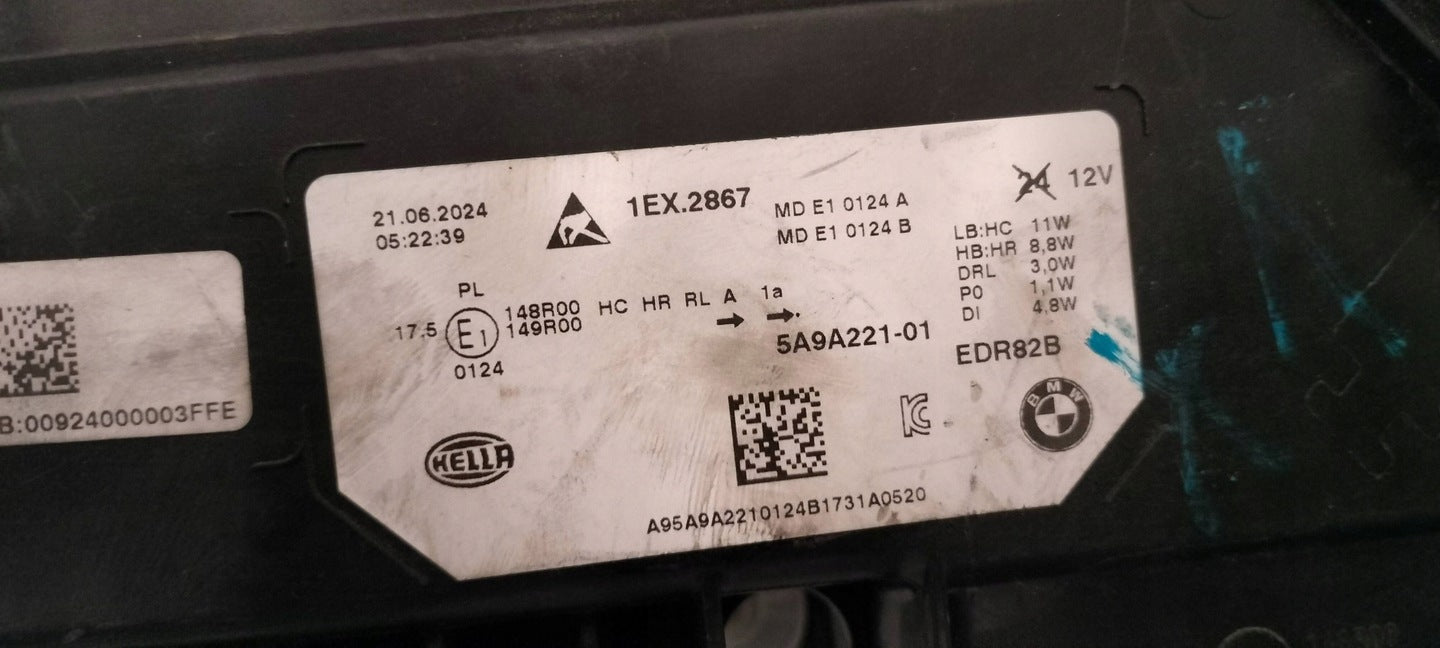 21.06.2024
05:22:39
1EX.2867
MD E1 0124 A
MD E1 0124 B
24 12V
LB:HC 11W
HB:HR 8,8W
DRL 3,0W
PO 1,1W
DI 4,8W
PL
17.5 E1 148R00 HC HR RL A 1a
149R00
0124
5A9A221-01
EDR82B
HELLA
BMW
A95A9A2210124B1731A0520
B:00924000003FFE